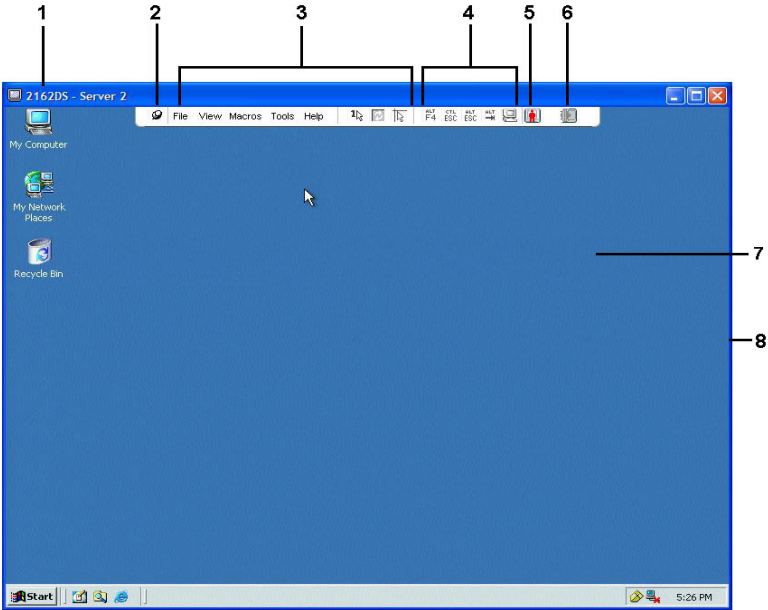 1 2 3 4 5 6
2162DS - Server 2
File View Macros Tools Help
ALT F4 CTL ESC ALT ESC ALT
My Computer
My Network
Places
Recycle Bin
7
8
Start
5:26 PM